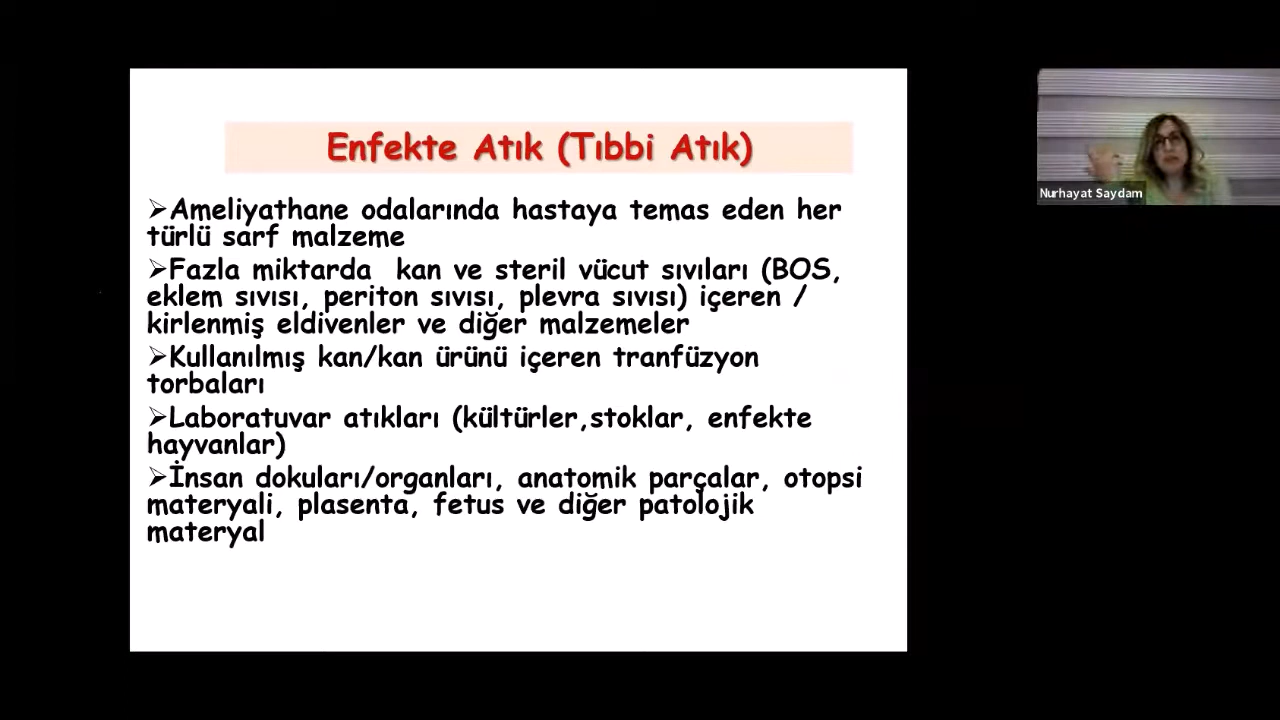 Enfekte Atık (Tıbbi Atık)
➢Ameliyathane odalarında hastaya temas eden her
türlü sarf malzeme
➢Fazla miktarda kan ve steril vücut sıvıları (BOS,
eklem sıvısı, periton sıvısı, plevra sıvısı) içeren /
kirlenmiş eldivenler ve diğer malzemeler
➢Kullanılmış kan/kan ürünü içeren tranfüzyon
torbaları
➢Laboratuvar atıkları (kültürler,stoklar, enfekte
hayvanlar)
➢İnsan dokuları/organları, anatomik parçalar, otopsi
materyali, plasenta, fetus ve diğer patolojik
materyal
Nurhayat Saydam